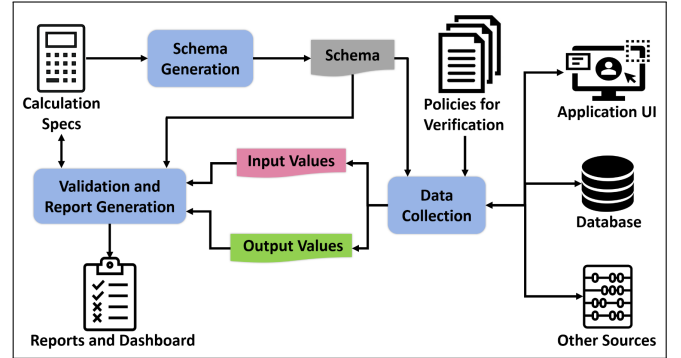 Schema
Generation
Schema
Calculation
Specs
Policies for
Verification
Application UI
Input Values
Validation and
Report Generation
Data
Collection
Output Values
Database
Reports and Dashboard
Other Sources